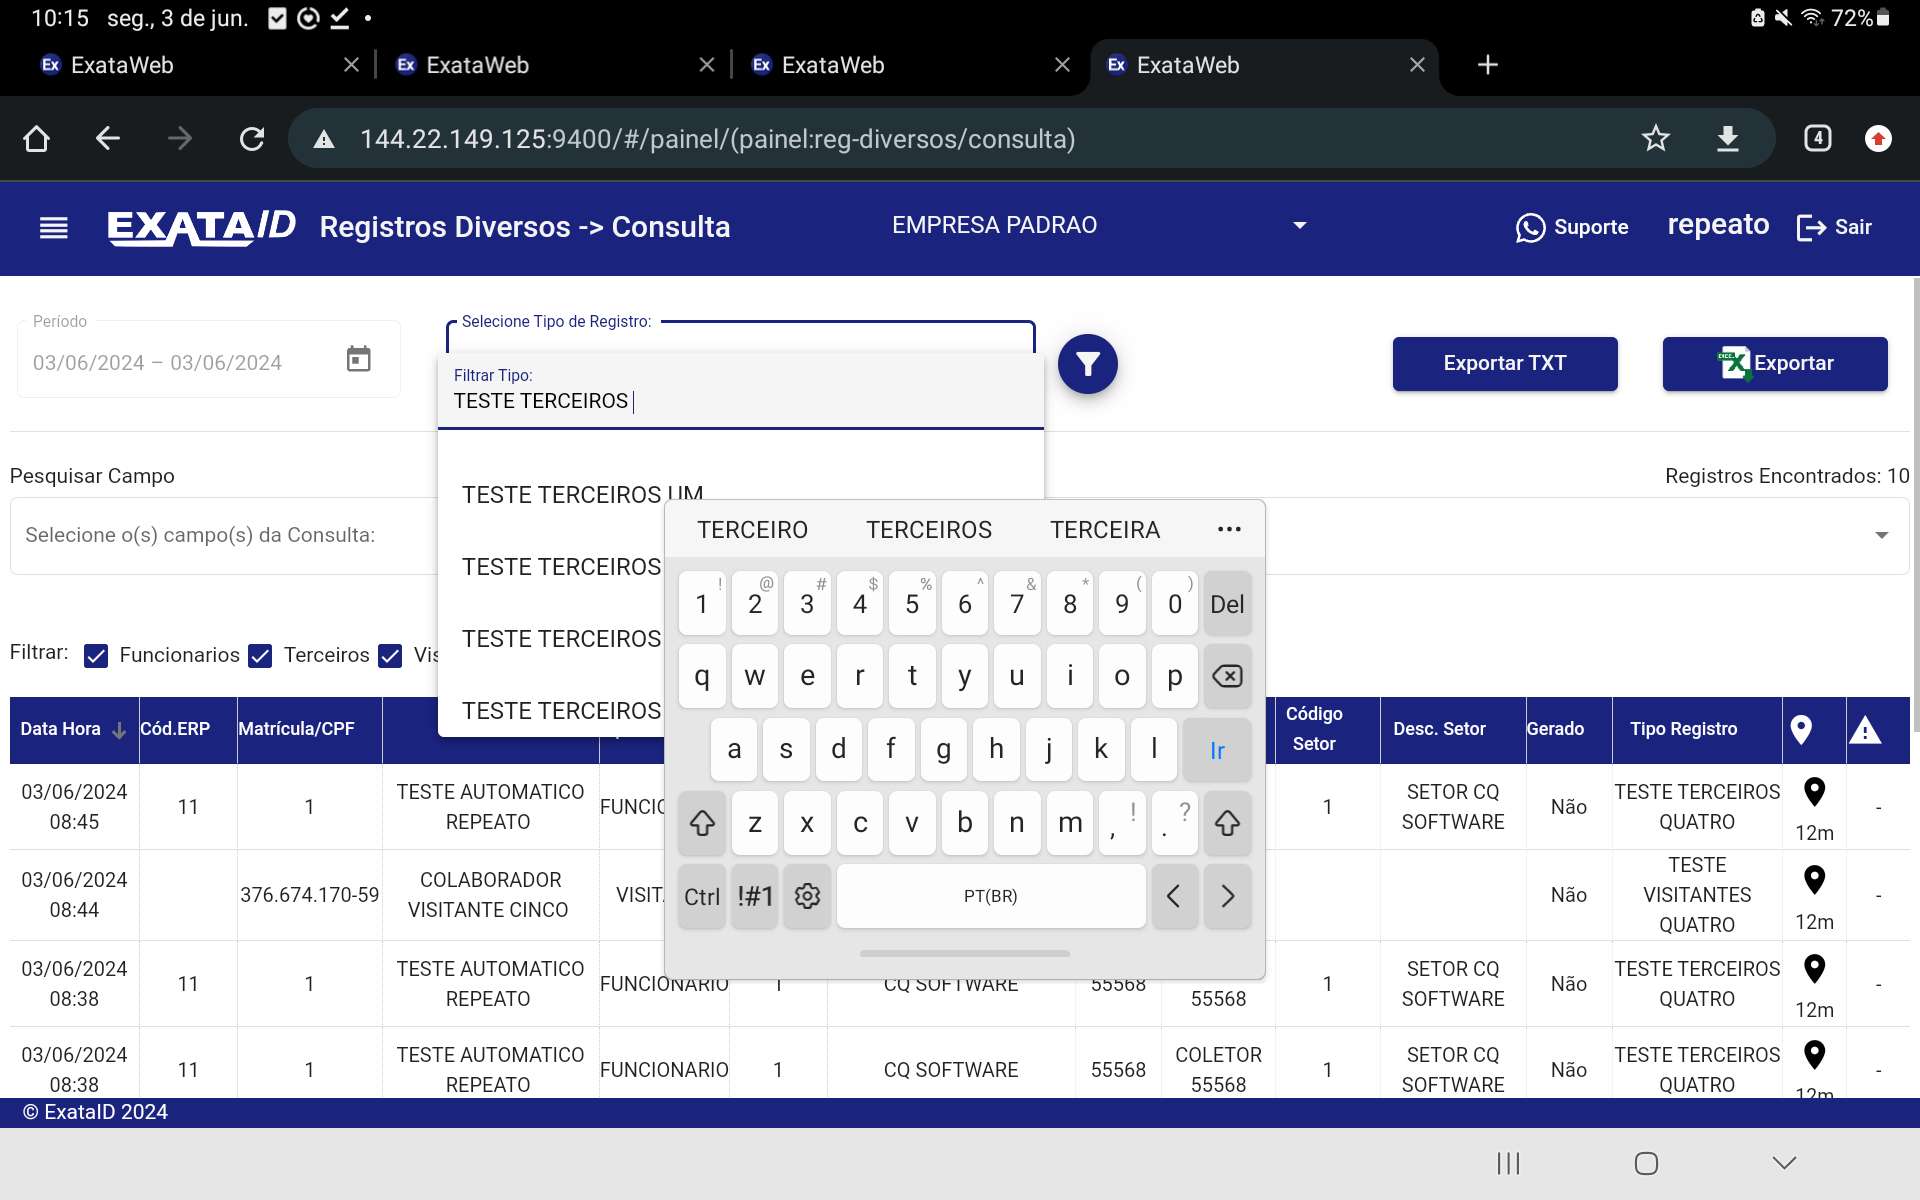 10:15 seg., 3 de jun. 72%
ExataWeb ExataWeb ExataWeb ExataWeb
144.22.149.125:9400/#/painel/(painel:reg-diversos/consulta) 4
EXATA/D Registros Diversos -> Consulta EMPRESA PADRAO Suporte repeato Sair
Período
03/06/2024 – 03/06/2024
Selecione Tipo de Registro:
Filtrar Tipo:
TESTE TERCEIROS
Exportar TXT Exportar
Pesquisar Campo Registros Encontrados: 10
Selecione o(s) campo(s) da Consulta:
TESTE TERCEIROS UM
TESTE TERCEIROS
TESTE TERCEIROS
TESTE TERCEIROS
TERCEIRO TERCEIROS TERCEIRA ...
! @ # $ % ^ & * ( )
1 2 3 4 5 6 7 8 9 0 Del
q w e r t y u i o p
a s d f g h j k l Ir
z x c v b n m , ! . ?
Ctrl !#1 PT(BR) < >
Filtrar: Funcionarios Terceiros Vis
Data Hora Cód.ERP Matrícula/CPF Código Setor Desc. Setor Gerado Tipo Registro
03/06/2024 08:45 11 1 TESTE AUTOMATICO REPEATO FUNCIO 1 SETOR CQ SOFTWARE Não TESTE TERCEIROS QUATRO 12m -
03/06/2024 08:44 376.674.170-59 COLABORADOR VISITANTE CINCO VISIT Não TESTE VISITANTES QUATRO 12m -
03/06/2024 08:38 11 1 TESTE AUTOMATICO REPEATO FUNCIONARIO 1 CQ SOFTWARE 55568 55568 1 SETOR CQ SOFTWARE Não TESTE TERCEIROS QUATRO 12m -
03/06/2024 08:38 11 1 TESTE AUTOMATICO REPEATO FUNCIONARIO 1 CQ SOFTWARE 55568 COLETOR 55568 1 SETOR CQ SOFTWARE Não TESTE TERCEIROS QUATRO 12m -
© ExataID 2024